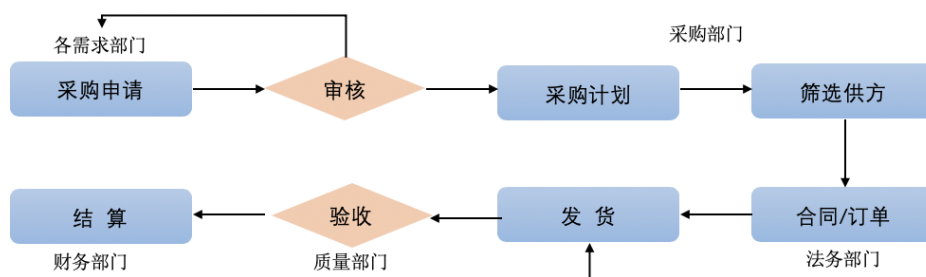 各需求部门
采购部门
采购申请
审核
采购计划
筛选供方
结 算
验收
发 货
合同/订单
财务部门
质量部门
法务部门